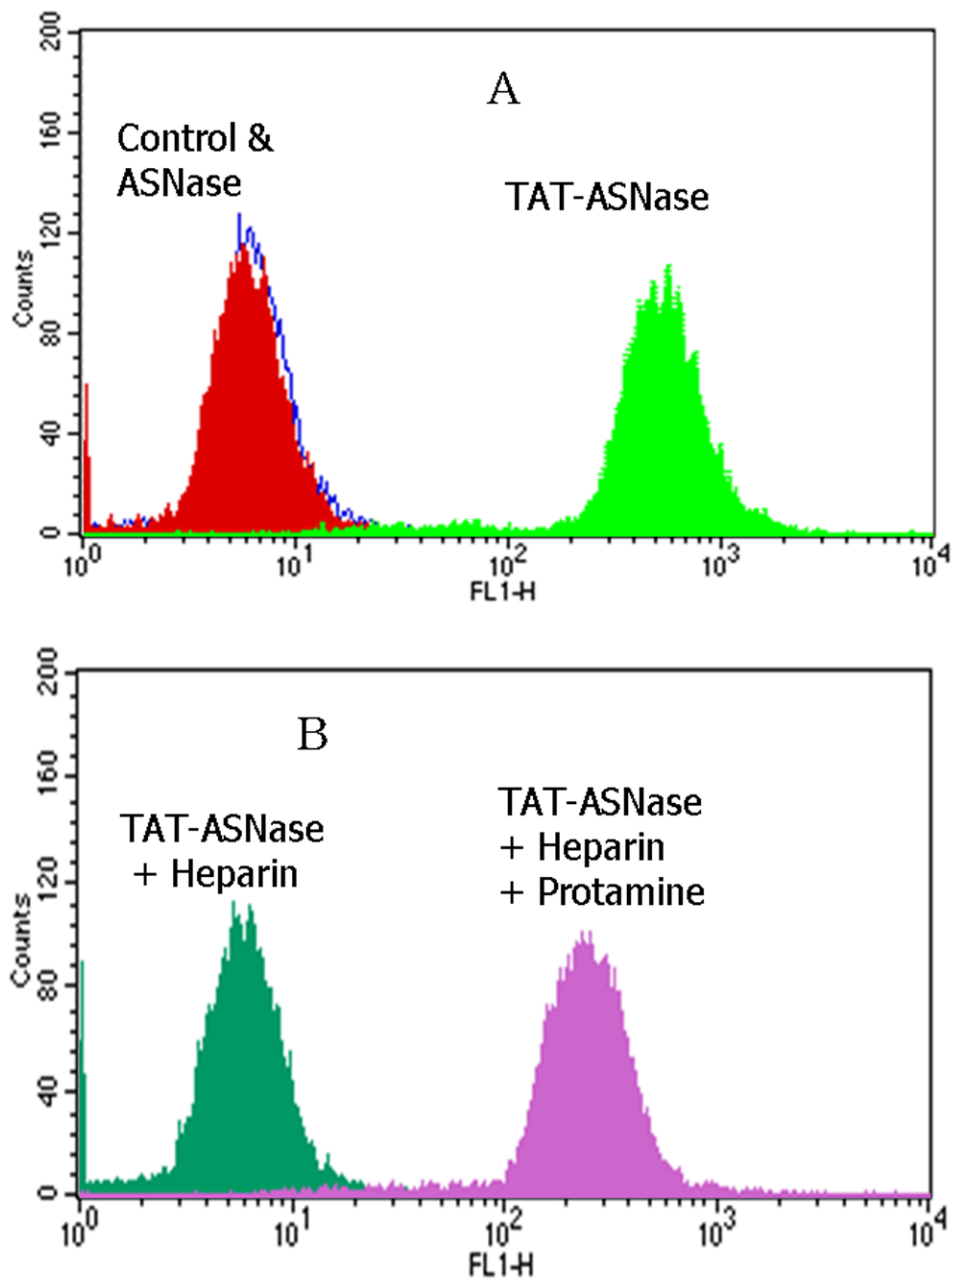 200
A
160
Control &
ASNase
TAT-ASNase
120
Counts
80
40
0
10^0 10^1 10^2 10^3 10^4
FL1-H
200
B
160
TAT-ASNase
+ Heparin
TAT-ASNase
+ Heparin
+ Protamine
120
Counts
80
40
0
10^0 10^1 10^2 10^3 10^4
FL1-H